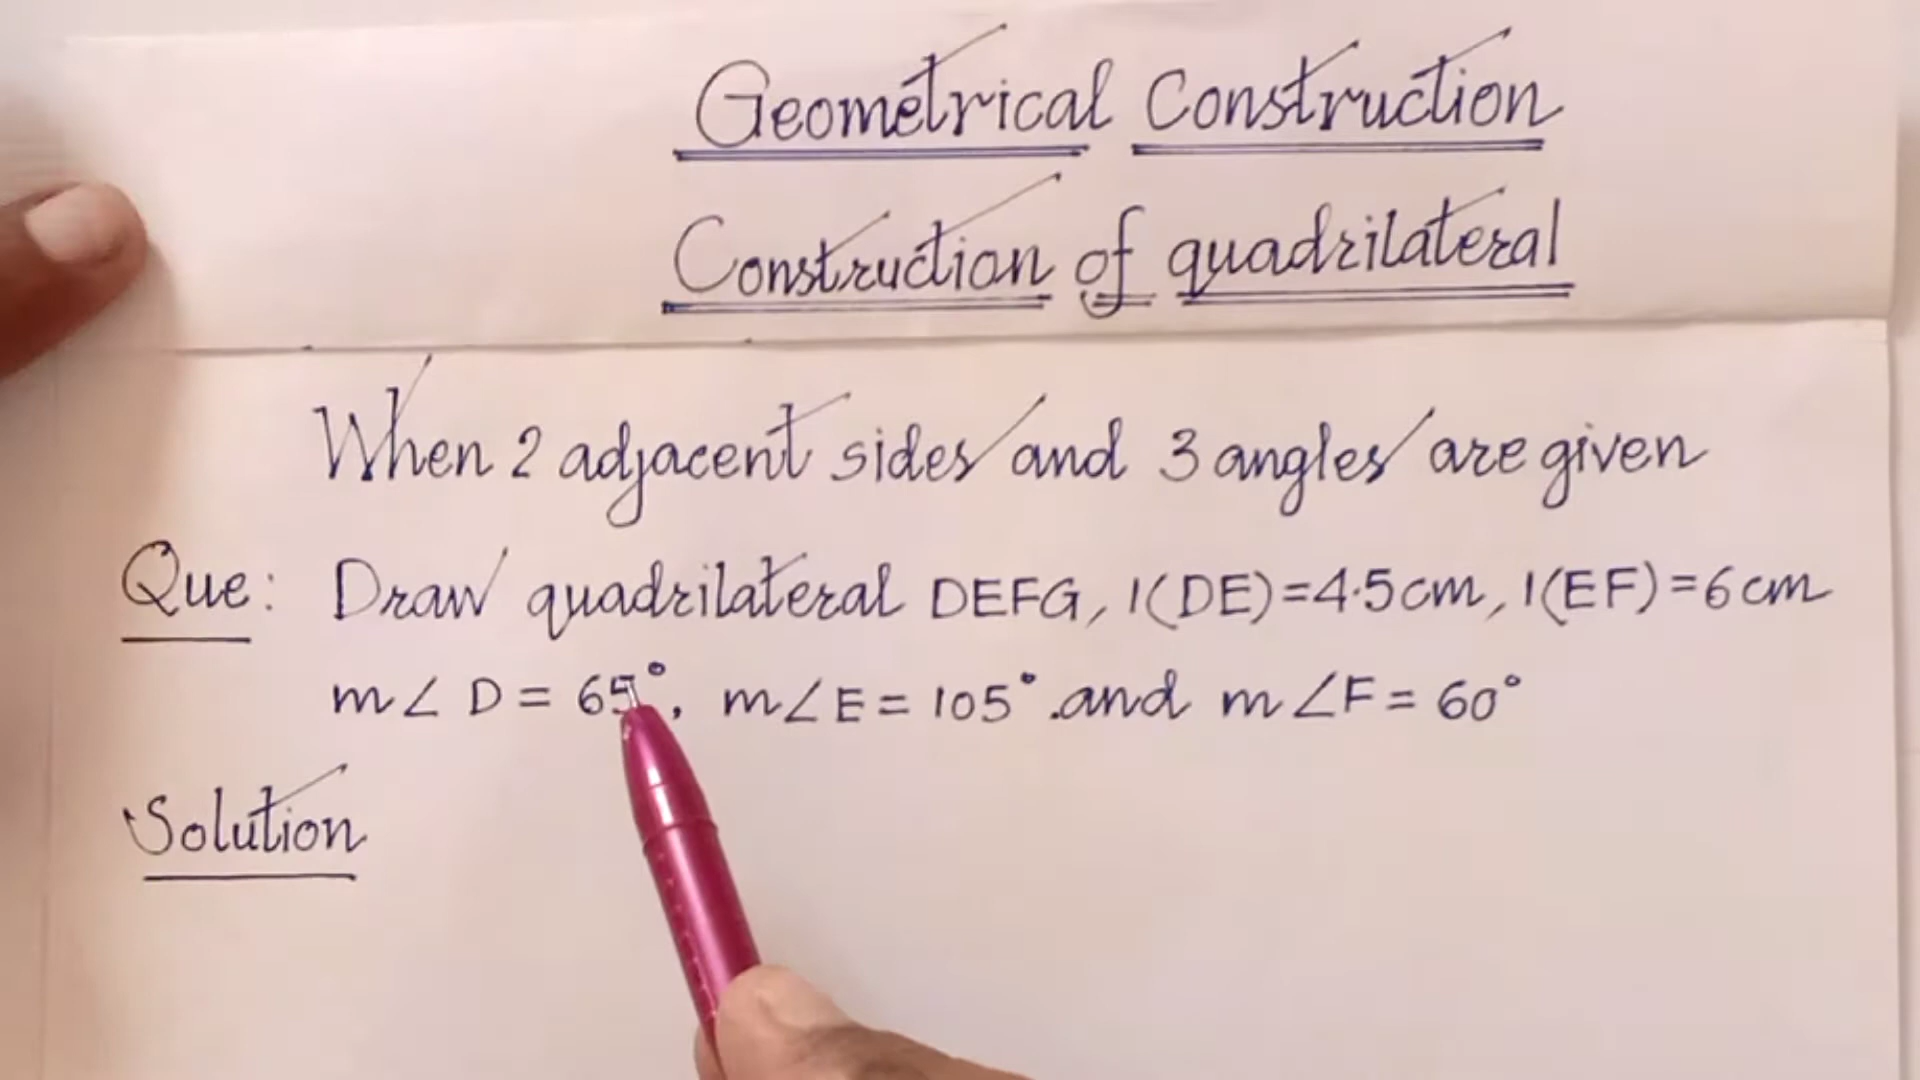 Geometrical Construction
Construction of quadrilateral
When 2 adjacent sides and 3 angles are given
Que: Draw quadrilateral DEFG, l(DE)=4.5cm, l(EF)=6cm
m∠ D = 65°, m∠E = 105° .and m∠F = 60°
Solution